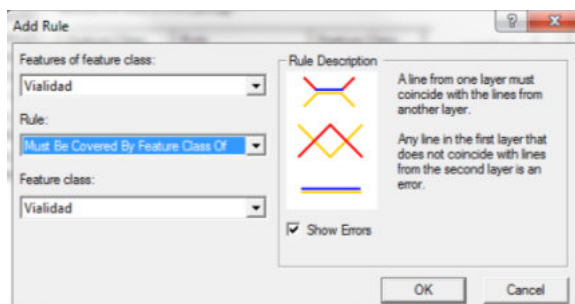 Add Rule
Features of feature class:
Vialidad
Rule:
Must Be Covered By Feature Class Of
Feature class:
Vialidad
Rule Description
A line from one layer must
coincide with the lines from
another layer.
Any line in the first layer that
does not coincide with lines
from the second layer is an
error.
Show Errors
OK
Cancel